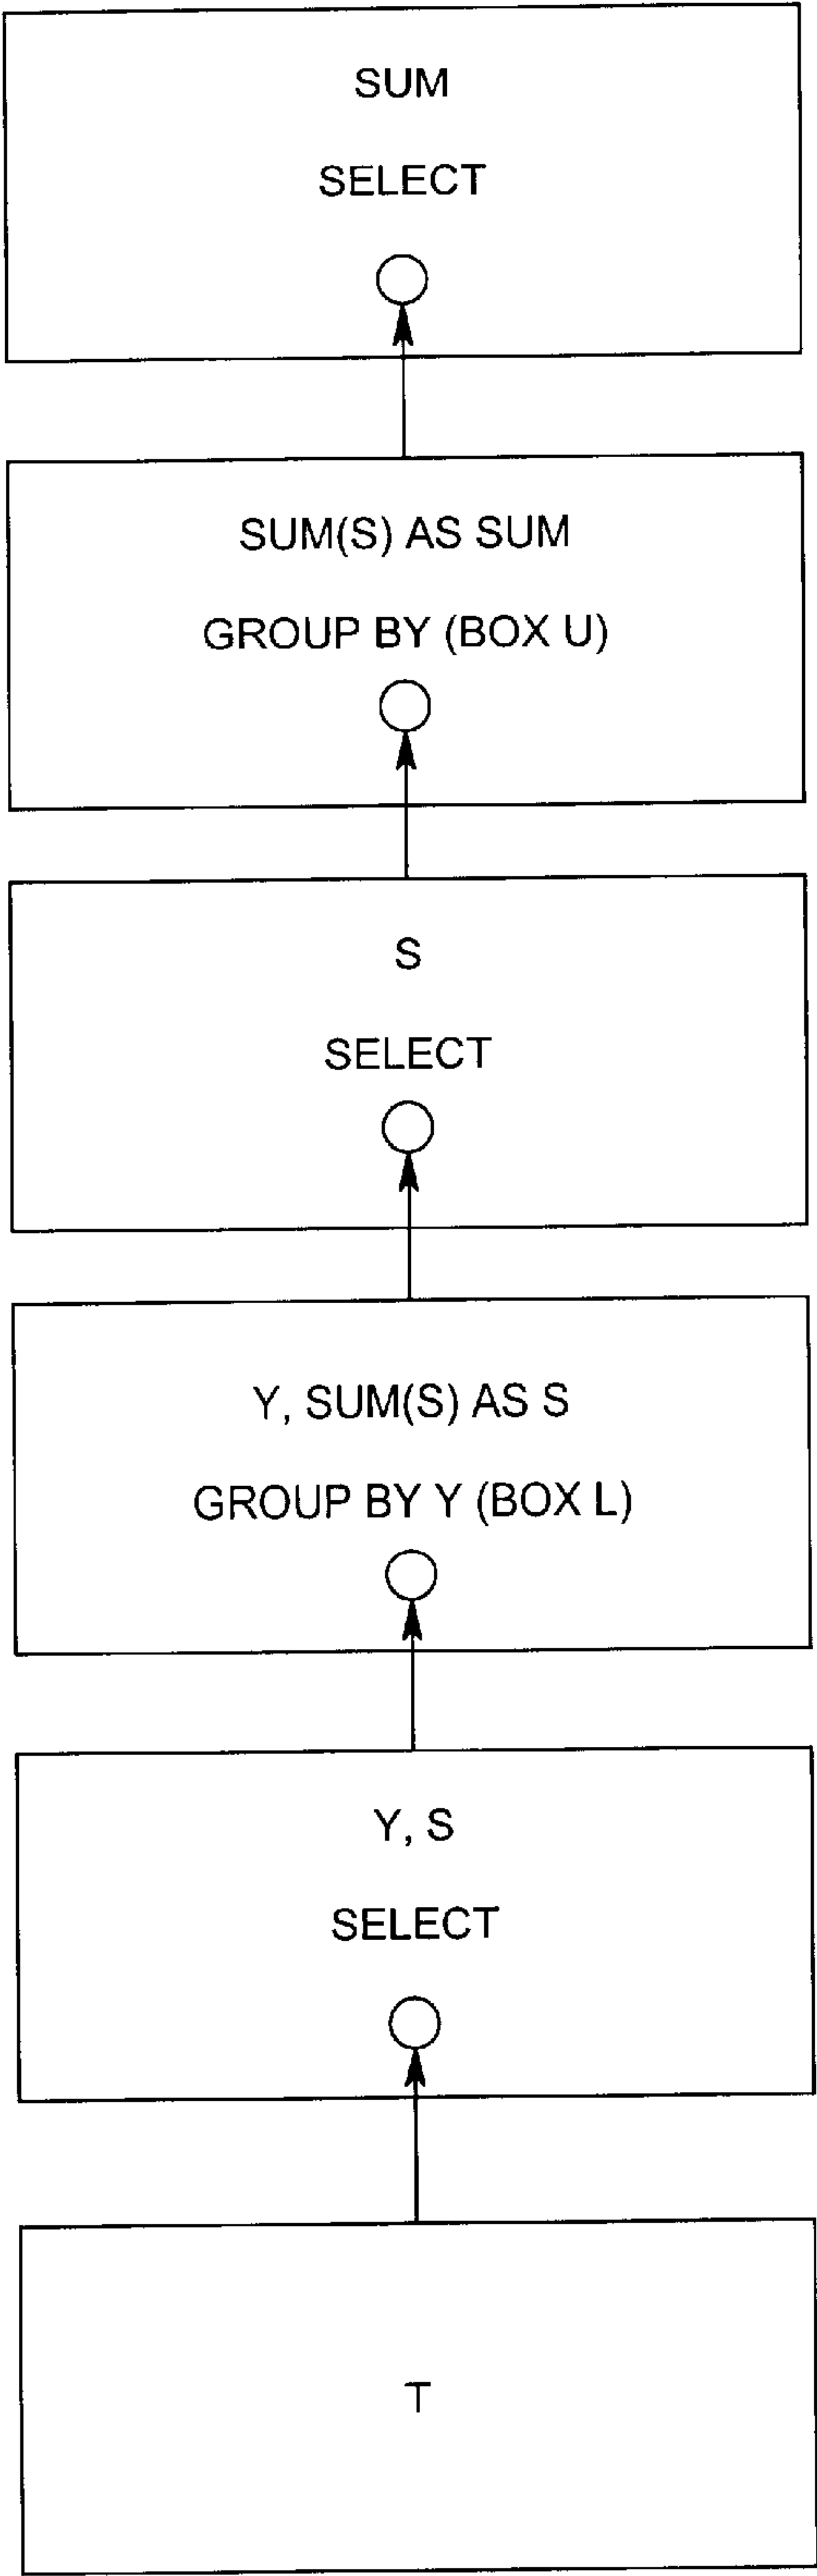 SUM
SELECT
SUM(S) AS SUM
GROUP BY (BOX U)
S
SELECT
Y, SUM(S) AS S
GROUP BY Y (BOX L)
Y, S
SELECT
T